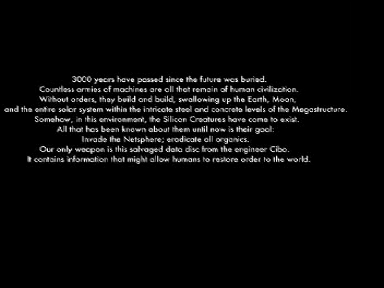 3000 years have passed since the future was buried.
Countless armies of machines are all that remain of human civilization.
Without orders, they build and build, swallowing up the Earth, Moon,
and the entire solar system within the intricate steel and concrete levels of the Megastructure.
Somehow, in this environment, the Silicon Creatures have come to exist.
All that has been known about them until now is their goal:
Invade the Netsphere; eradicate all organics.
Our only weapon is this salvaged data disc from the engineer Cibo.
It contains information that might allow humans to restore order to the world.